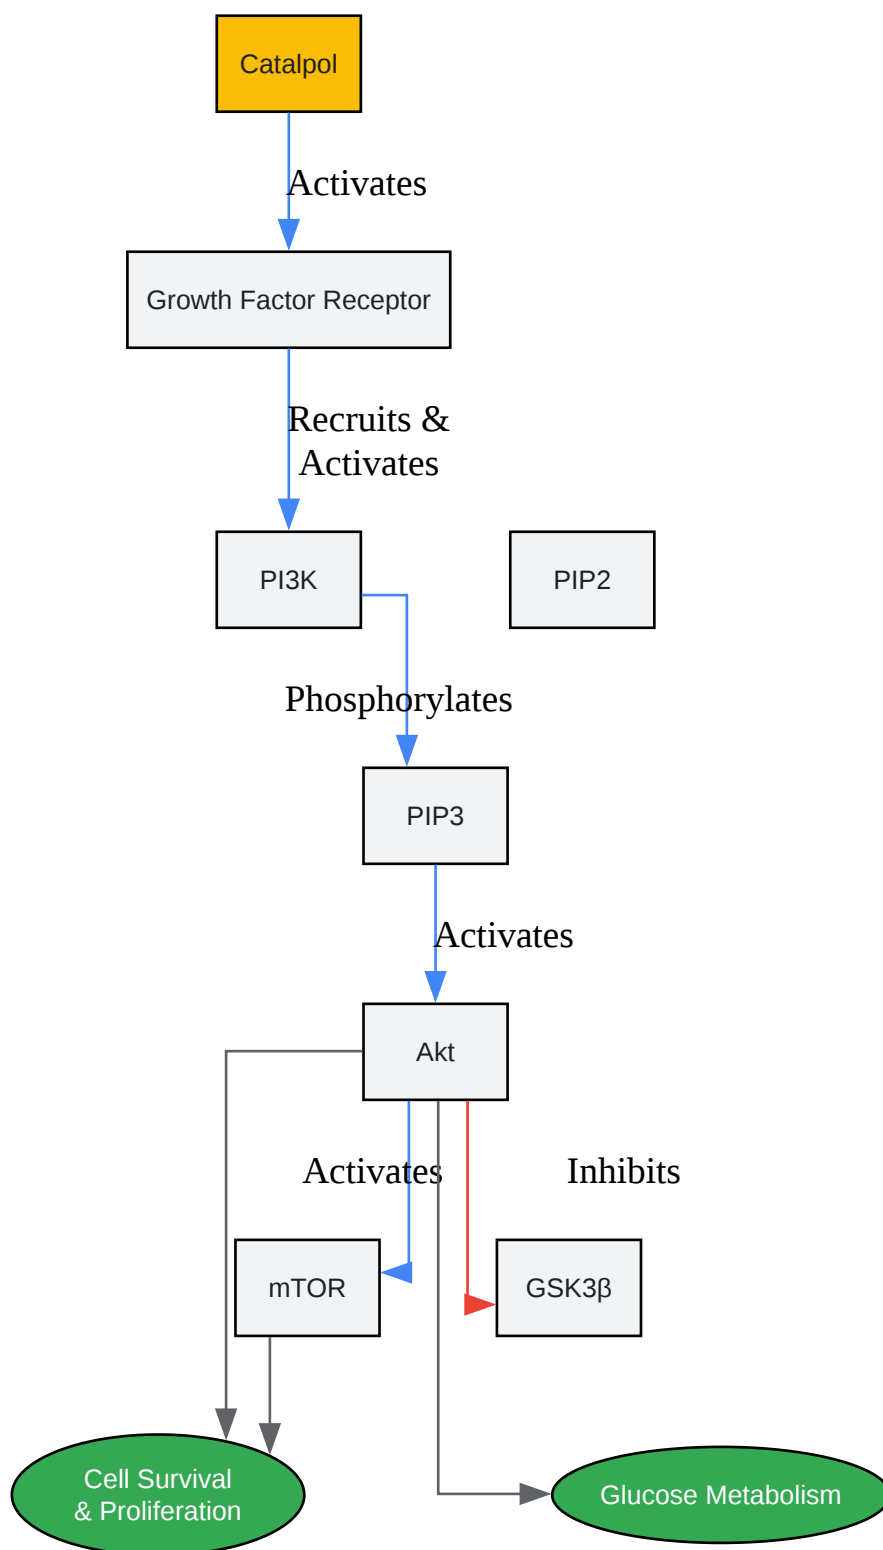 Catalpol
Activates
Growth Factor Receptor
Recruits &
Activates
PI3K
PIP2
Phosphorylates
PIP3
Activates
Akt
Activates
Inhibits
mTOR
GSK3β
Cell Survival
& Proliferation
Glucose Metabolism